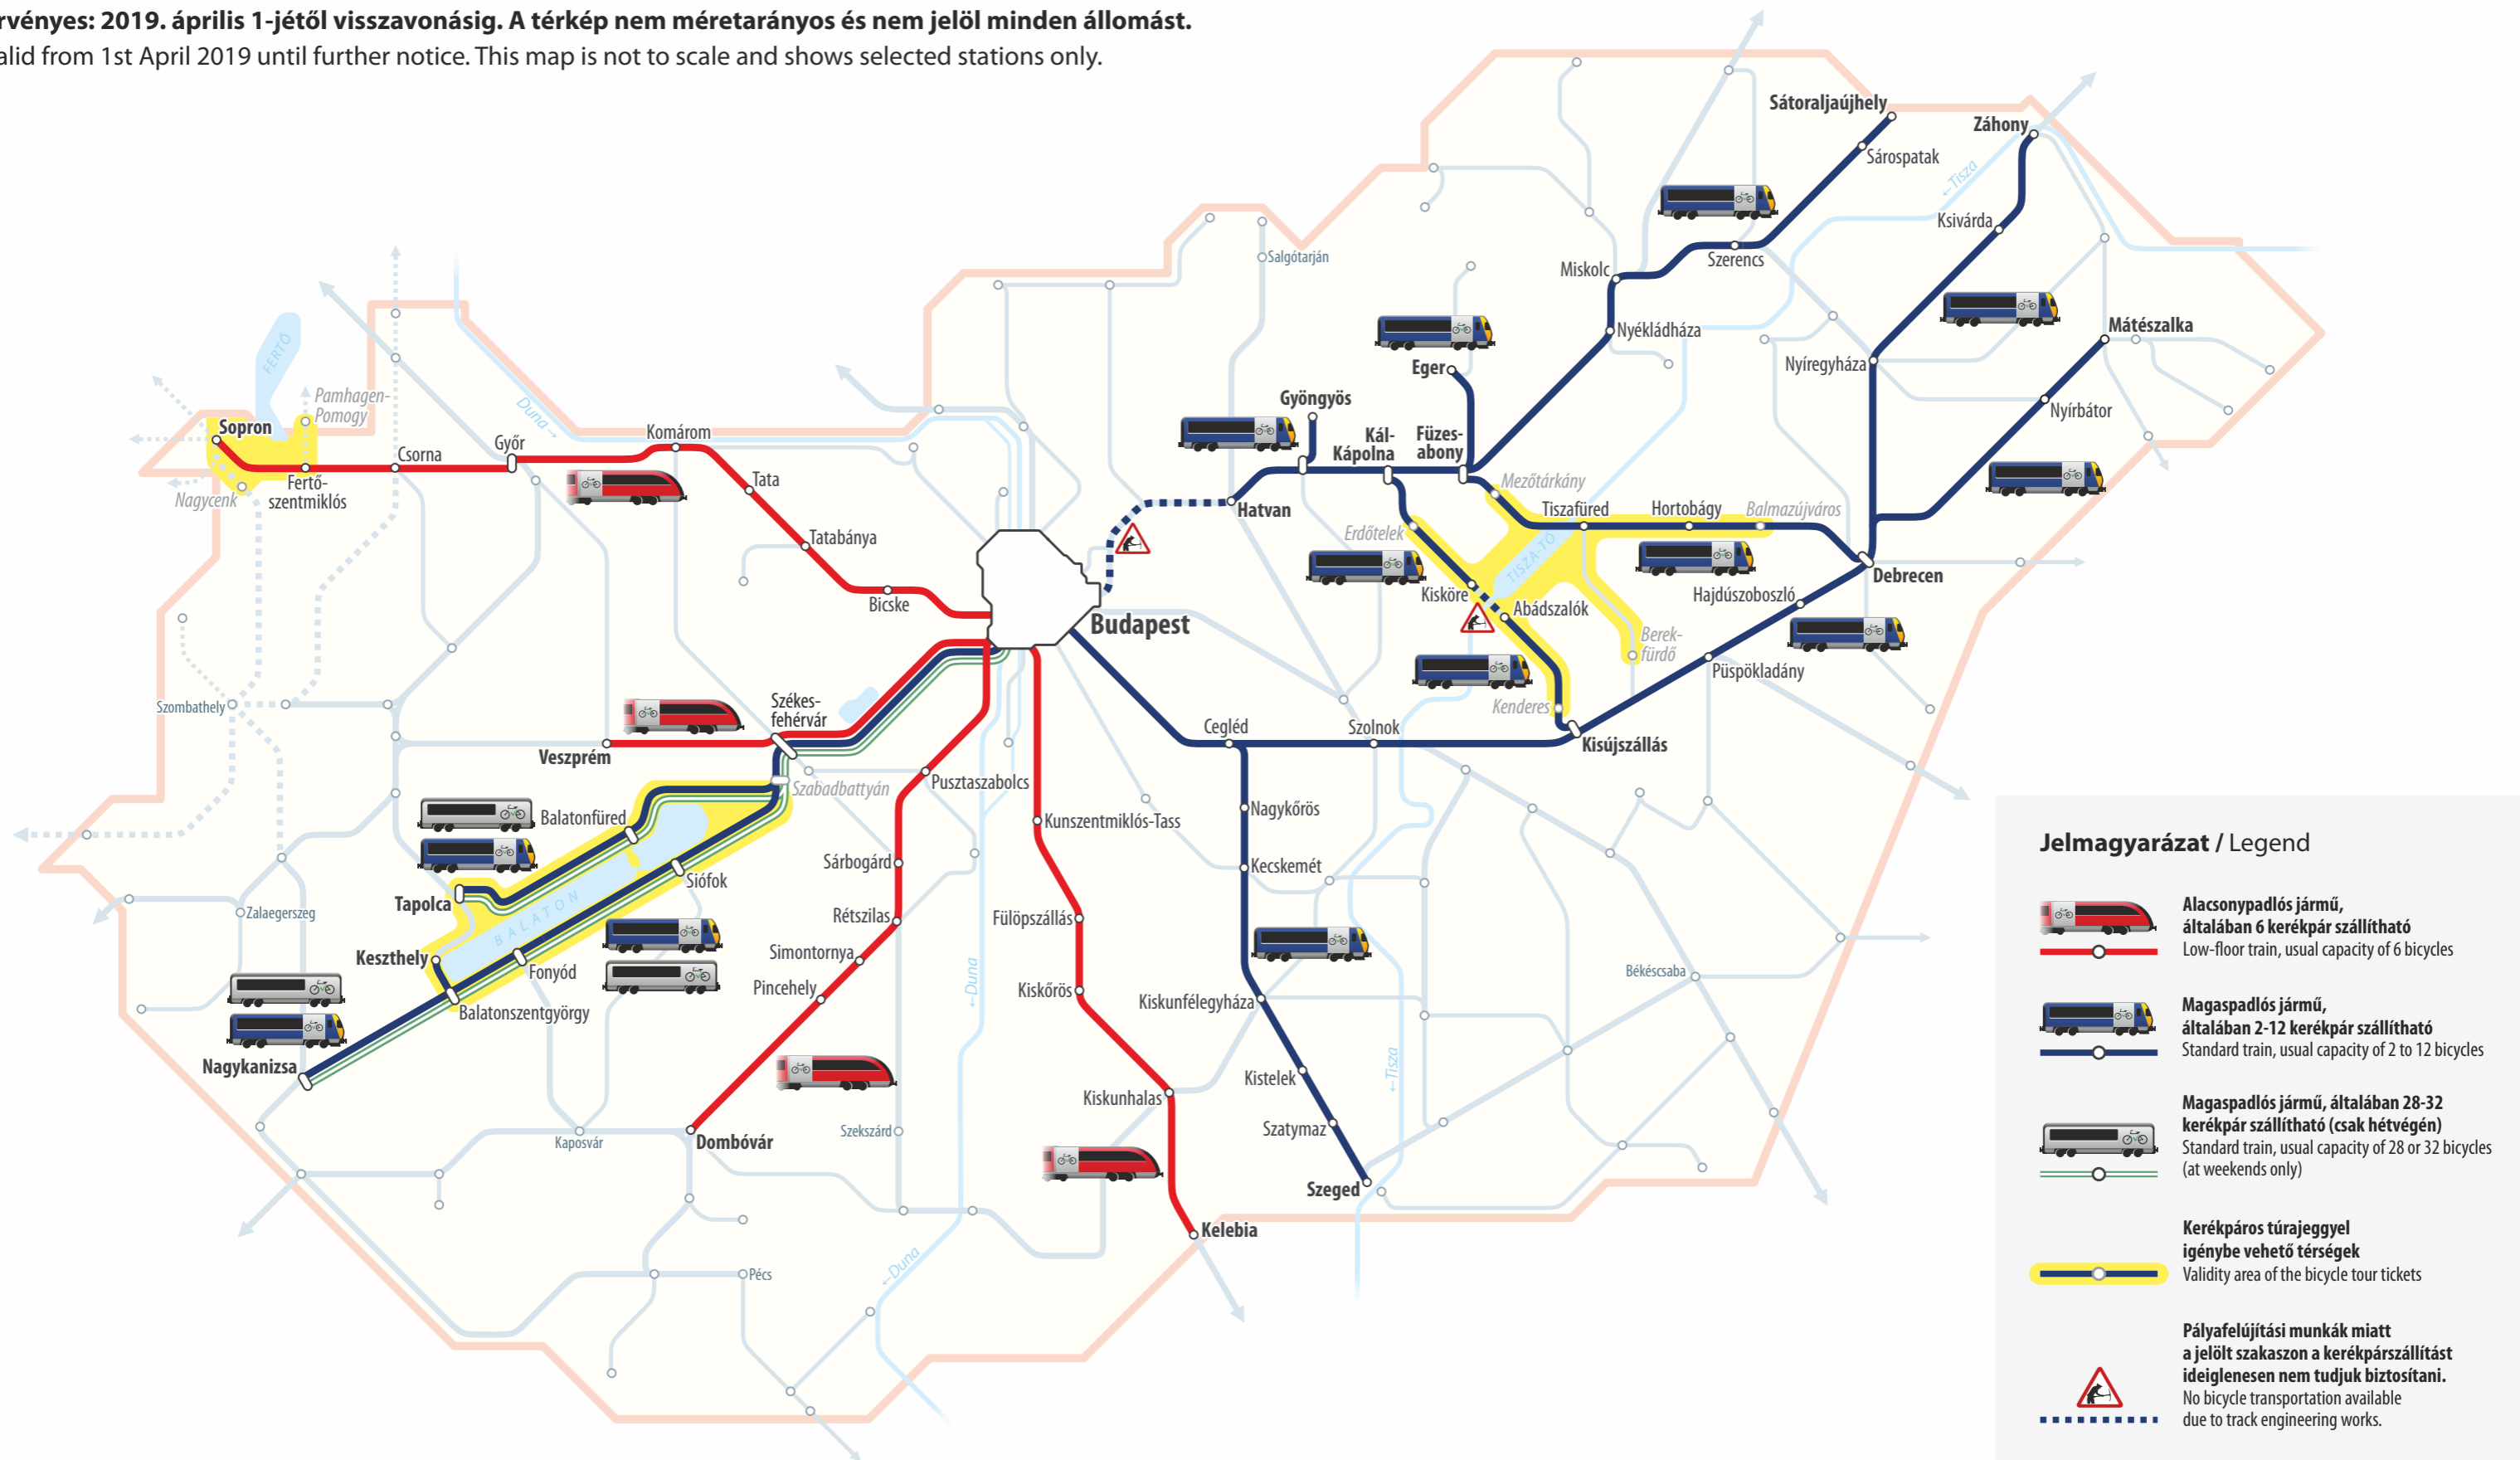 rvényes: 2019. április 1-jétől visszavonásig. A térkép nem méretarányos és nem jelöl minden állomást.
alid from 1st April 2019 until further notice. This map is not to scale and shows selected stations only.
Sátoraljaújhely
Záhony
Sárospatak
←Tisza
Ksivárda
Salgótarján
Miskolc
Szerencs
FERTŐ
Nyékládháza
Mátészalka
Eger
Nyíregyháza
Pamhagen-
Pomogy
Gyöngyös
Nyírbátor
Duna→
Sopron
Győr
Komárom
Kál-
Kápolna
Füzes-
abony
Csorna
Tata
Mezőtárkány
Nagycenk
Fertő-
szentmiklós
Hatvan
Tiszafüred
Hortobágy
Balmazújváros
Tatabánya
Erdőtelek
TISZA-TÓ
Debrecen
Bicske
Kisköre
Abádszalók
Hajdúszoboszló
Budapest
Berek-
fürdő
Püspökladány
Szombathely
Székes-
fehérvár
Kenderes
Cegléd
Szolnok
Kisújszállás
Veszprém
Szabadbattyán
Pusztaszabolcs
Balatonfüred
Nagykőrös
Kunszentmiklós-Tass
Sárbogárd
Kecskemét
Siófok
Tapolca
Zalaegerszeg
BALATON
Rétszilas
Fülöpszállás
Keszthely
Simontornya
Fonyód
Békéscsaba
Pincehely
Kiskőrös
←Duna
Kiskunfélegyháza
Balatonszentgyörgy
Nagykanizsa
←Tisza
Kistelek
Kiskunhalas
Kaposvár
Dombóvár
Szekszárd
Szatymaz
Szeged
Kelebia
←Duna
Pécs
Jelmagyarázat / Legend
Alacsonypadlós jármű,
általában 6 kerékpár szállítható
Low-floor train, usual capacity of 6 bicycles
Magaspadlós jármű,
általában 2-12 kerékpár szállítható
Standard train, usual capacity of 2 to 12 bicycles
Magaspadlós jármű, általában 28-32
kerékpár szállítható (csak hétvégén)
Standard train, usual capacity of 28 or 32 bicycles
(at weekends only)
Kerékpáros túrajeggyel
igénybe vehető térségek
Validity area of the bicycle tour tickets
Pályafelújítási munkák miatt
a jelölt szakaszon a kerékpárszállítást
ideiglenesen nem tudjuk biztosítani.
No bicycle transportation available
due to track engineering works.